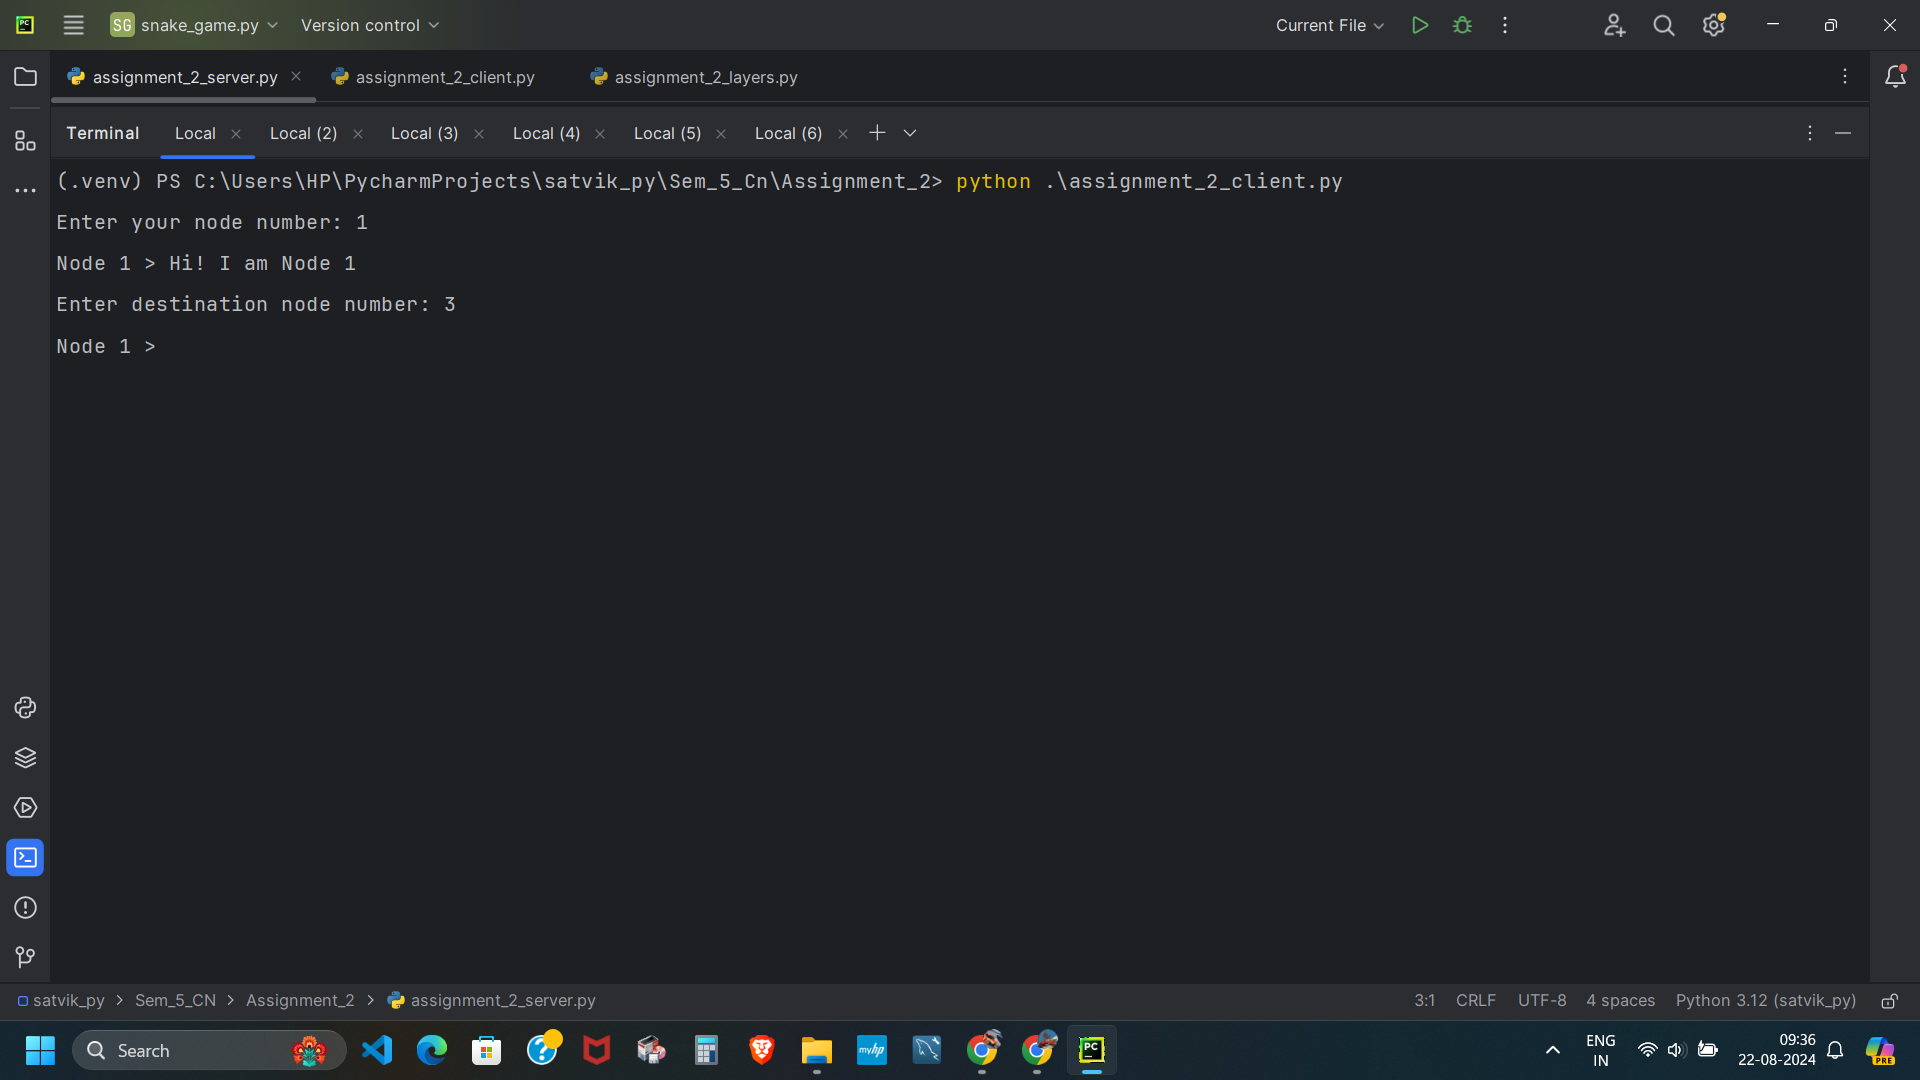 SG snake_game.py Version control Current File
assignment_2_server.py assignment_2_client.py assignment_2_layers.py
Terminal Local Local (2) Local (3) Local (4) Local (5) Local (6)
(.venv) PS C:\Users\HP\PycharmProjects\satvik_py\Sem_5_Cn\Assignment_2> python .\assignment_2_client.py
Enter your node number: 1
Node 1 > Hi! I am Node 1
Enter destination node number: 3
Node 1 >
satvik_py > Sem_5_CN > Assignment_2 > assignment_2_server.py 3:1 CRLF UTF-8 4 spaces Python 3.12 (satvik_py)
Search myhp PC ENG 09:36
IN 22-08-2024 PRE